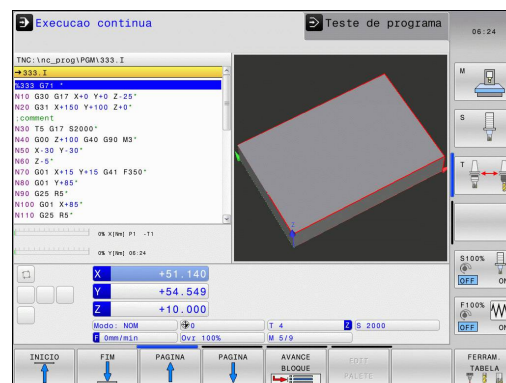 Execucao continua
Teste de programa
06:24
TNC:\nc_prog\PGM\333.I
→333.I
%333 G71 *
N10 G30 G17 X+0 Y+0 Z-25*
N20 G31 X+150 Y+100 Z+0*
;comment
N30 T5 G17 S2000*
N40 G00 Z+100 G40 G90 M3*
N50 X-30 Y-30*
N60 Z-5*
N70 G01 X+15 Y+15 G41 F350*
N80 G01 Y+85*
N90 G25 R5*
N100 G01 X+85*
N110 G25 R5*
0% X[Nm] P1 -T1
0% Y[Nm] 06:24
X +51.140
Y +54.549
Z +10.000
Modo: NOM 0 T 4 Z S 2000
F 0mm/min Ovr 100% M 5/9
M
S
T
S100%
OFF ON
F100%
OFF ON
INICIO
FIM
PAGINA
PAGINA
AVANCE
BLOQUE
EDIT
PALETE
FERRAM.
TABELA